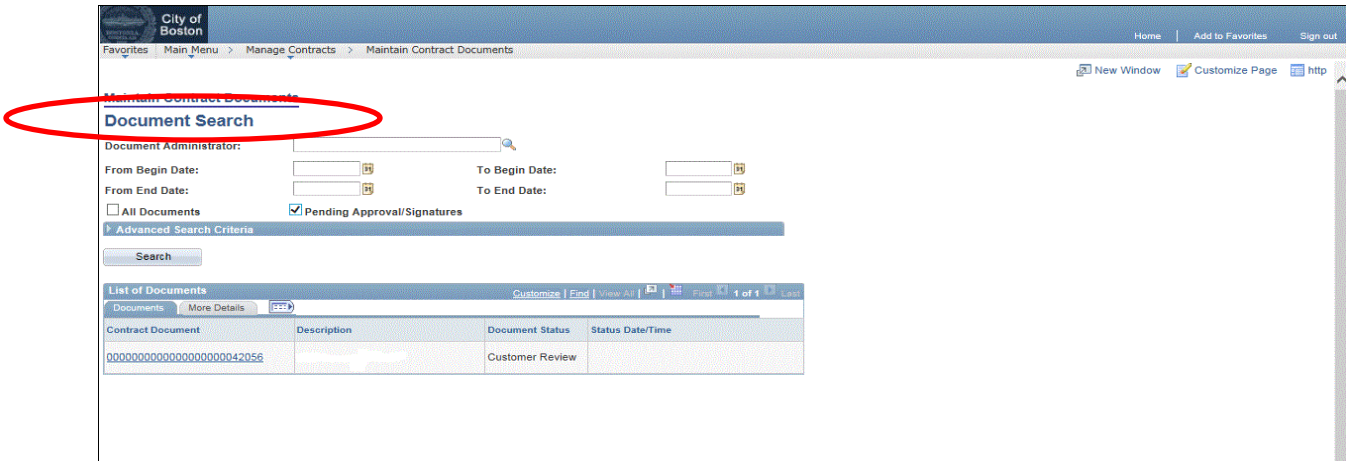 City of
Boston
Home | Add to Favorites Sign out
Favorites Main Menu > Manage Contracts > Maintain Contract Documents
New Window Customize Page http
Maintain Contract Documents
Document Search
Document Administrator:
From Begin Date: To Begin Date:
From End Date: To End Date:
All Documents Pending Approval/Signatures
Advanced Search Criteria
Search
List of Documents Customize | Find | View All | | First 1 of 1 Last
Documents More Details
Contract Document Description Document Status Status Date/Time
0000000000000000000042056 Customer Review